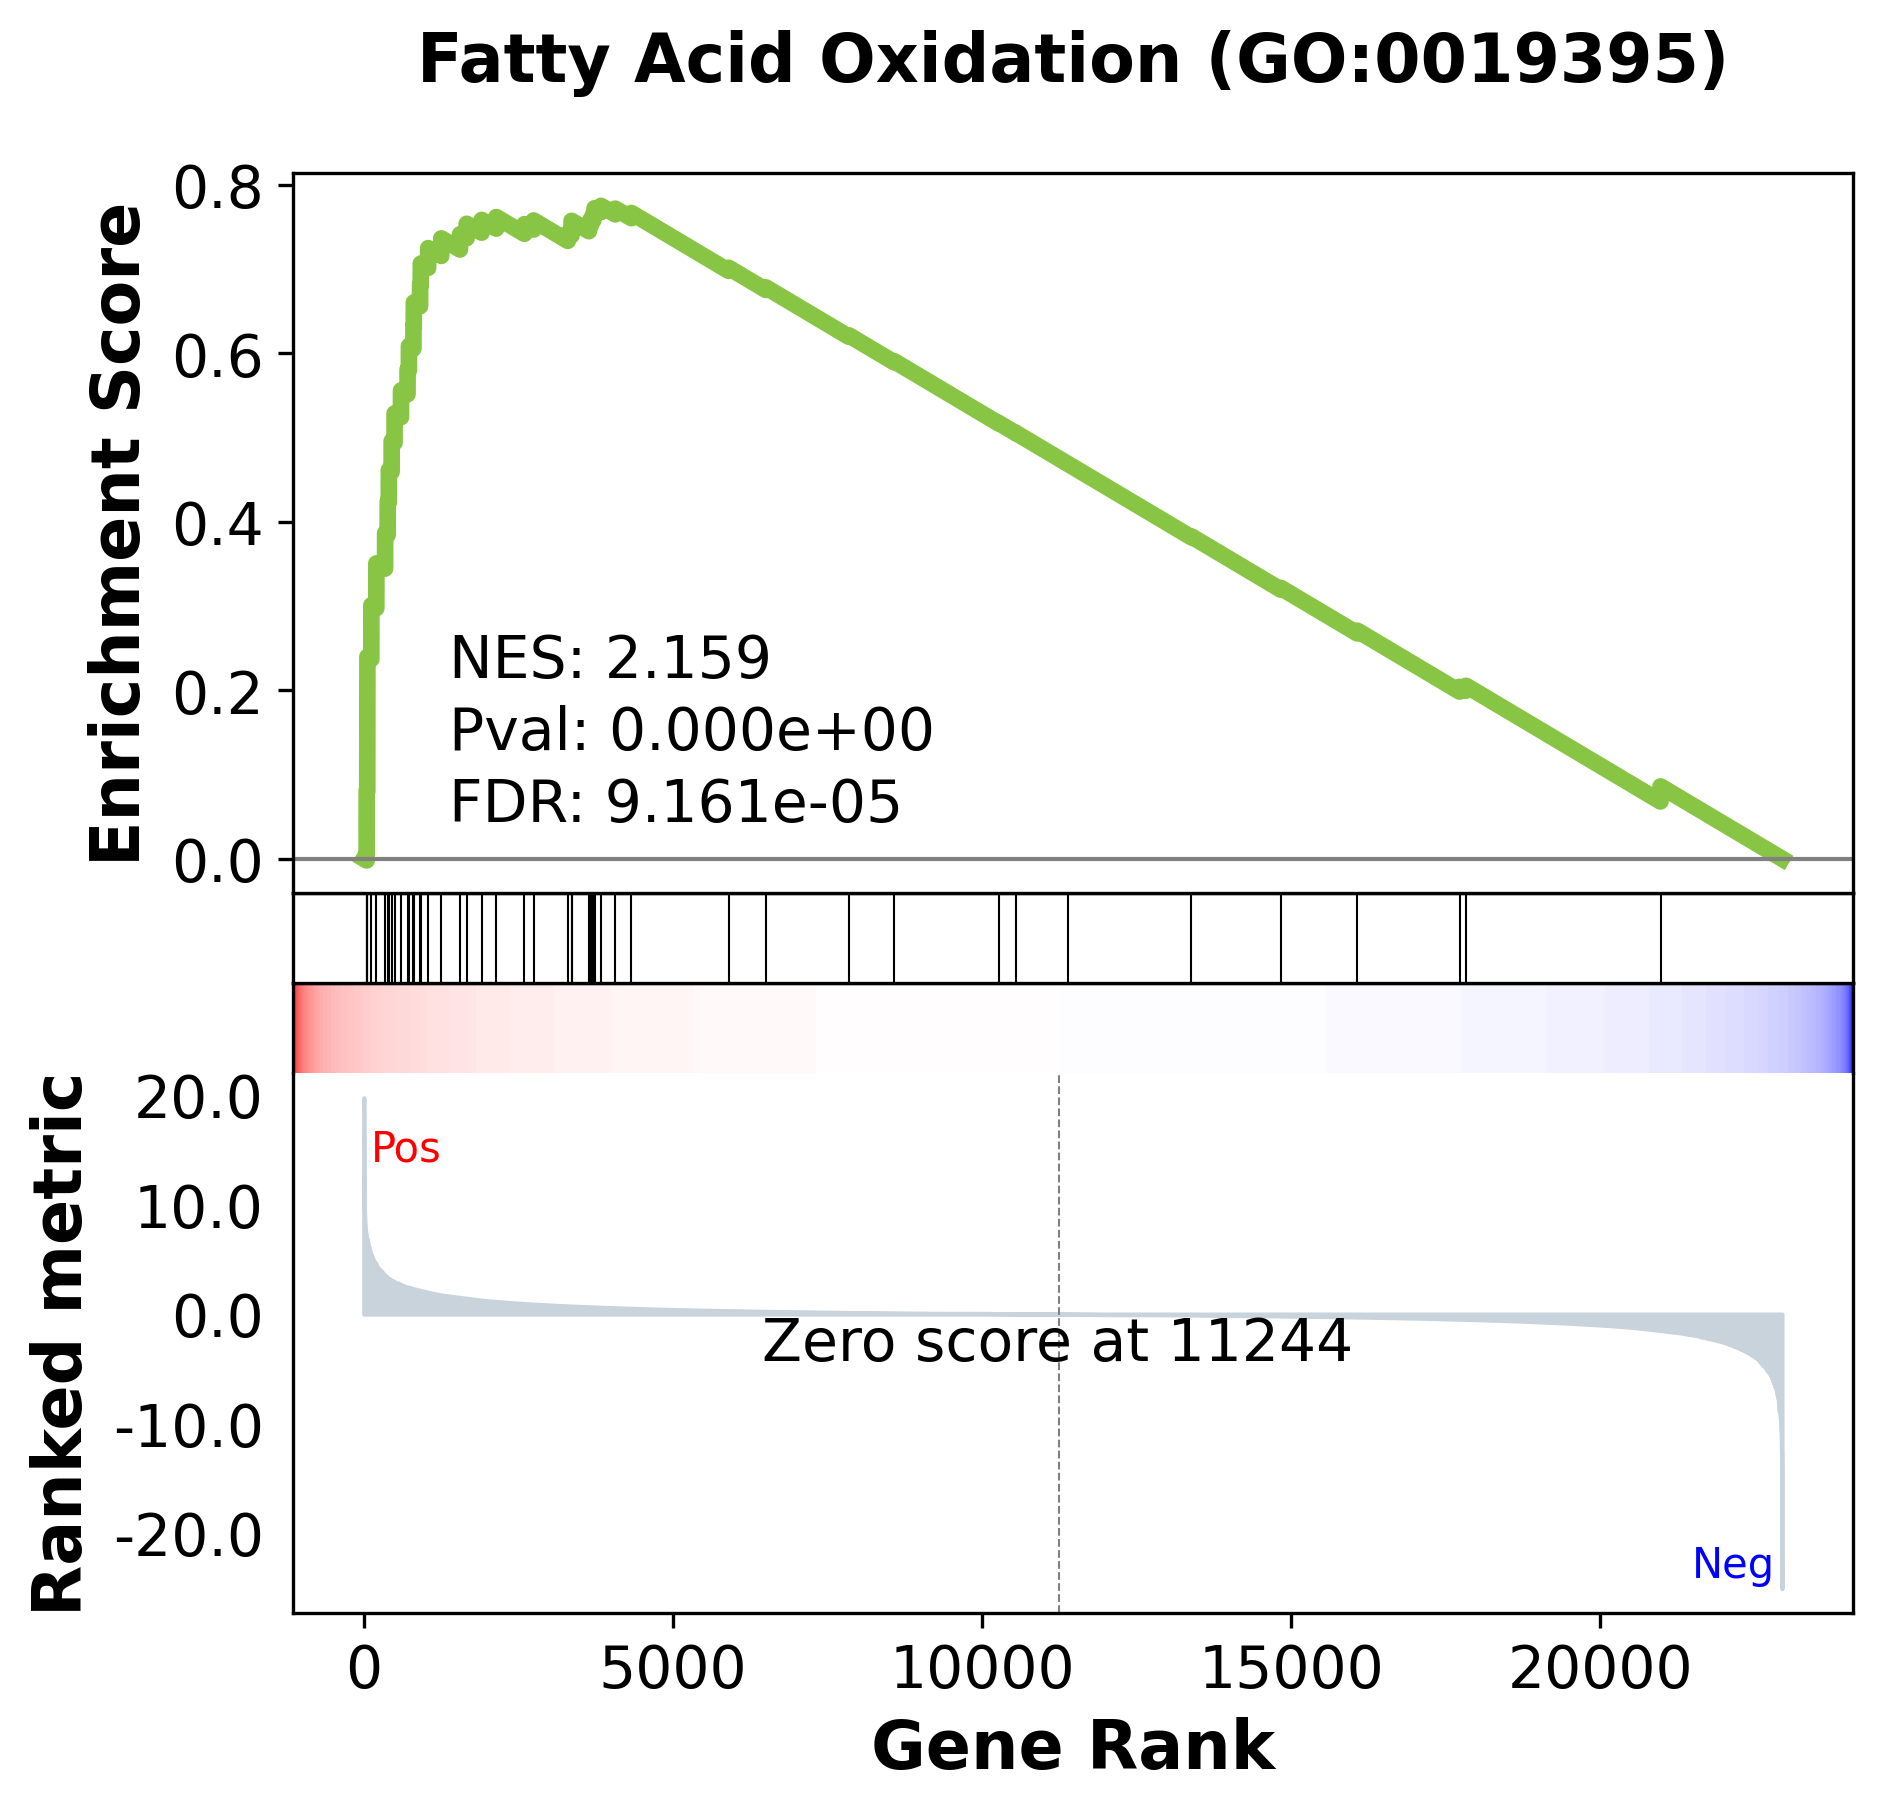 Fatty Acid Oxidation (GO:0019395)
Enrichment Score
0.8
0.6
0.4
0.2
0.0
NES: 2.159
Pval: 0.000e+00
FDR: 9.161e-05
Ranked metric
20.0
10.0
0.0
-10.0
-20.0
Pos
Zero score at 11244
Neg
0 5000 10000 15000 20000
Gene Rank